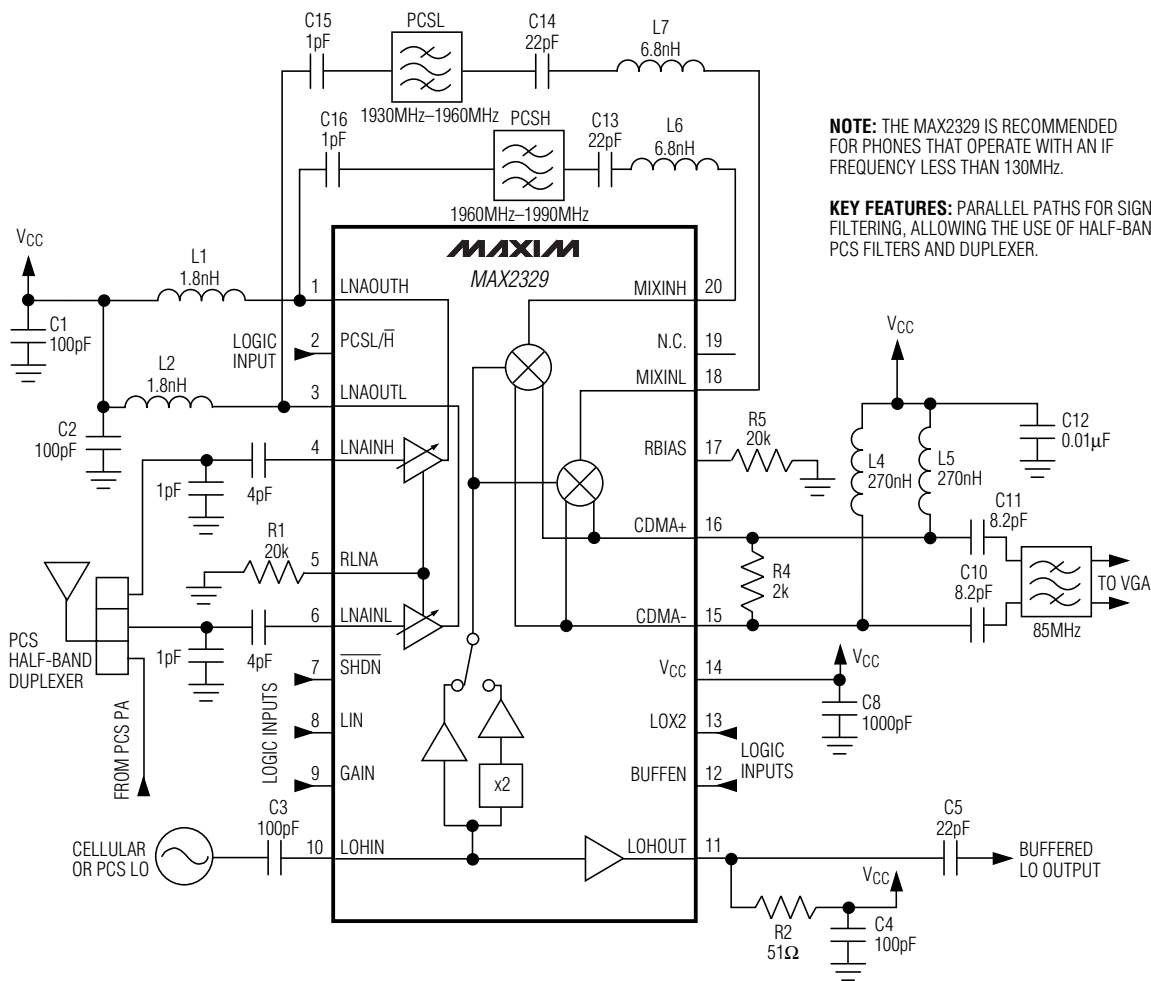 C15
1pF
PCSL
C14
22pF
L7
6.8nH
1930MHz–1960MHz
C16
1pF
PCSH
C13
22pF
L6
6.8nH
1960MHz–1990MHz
NOTE: THE MAX2329 IS RECOMMENDED
FOR PHONES THAT OPERATE WITH AN IF
FREQUENCY LESS THAN 130MHz.
KEY FEATURES: PARALLEL PATHS FOR SIGN
FILTERING, ALLOWING THE USE OF HALF-BAN
PCS FILTERS AND DUPLEXER.
MAXIM
MAX2329
VCC
L1
1.8nH
C1
100pF
1
LNAOUTH
LOGIC
INPUT
2
PCSL/H̅
L2
1.8nH
3
LNAOUTL
C2
100pF
4
LNAINH
1pF
4pF
R1
20k
5
RLNA
6
LNAINL
1pF
4pF
PCS
HALF-BAND
DUPLEXER
FROM PCS PA
LOGIC INPUTS
7
S̅H̅D̅N̅
8
LIN
9
GAIN
C3
100pF
CELLULAR
OR PCS LO
10
LOHIN
x2
MIXINH
20
N.C.
19
MIXINL
18
RBIAS
17
R5
20k
CDMA+
16
R4
2k
CDMA-
15
VCC
14
VCC
C8
1000pF
LOX2
13
LOGIC
INPUTS
BUFFEN
12
LOHOUT
11
VCC
C12
0.01µF
L4
270nH
L5
270nH
C11
8.2pF
C10
8.2pF
TO VGA
85MHz
C5
22pF
BUFFERED
LO OUTPUT
VCC
R2
51Ω
C4
100pF